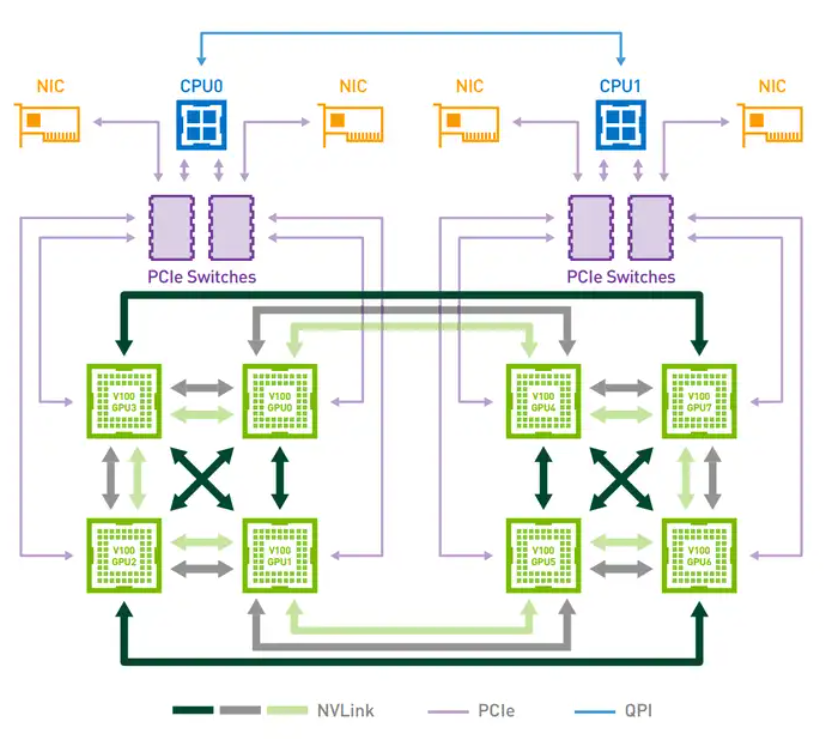 NIC
CPU0
NIC
NIC
CPU1
NIC
PCIe Switches
PCIe Switches
V100
GPU3
V100
GPU0
V100
GPU4
V100
GPU7
V100
GPU2
V100
GPU1
V100
GPU5
V100
GPU6
NVLink
PCIe
QPI